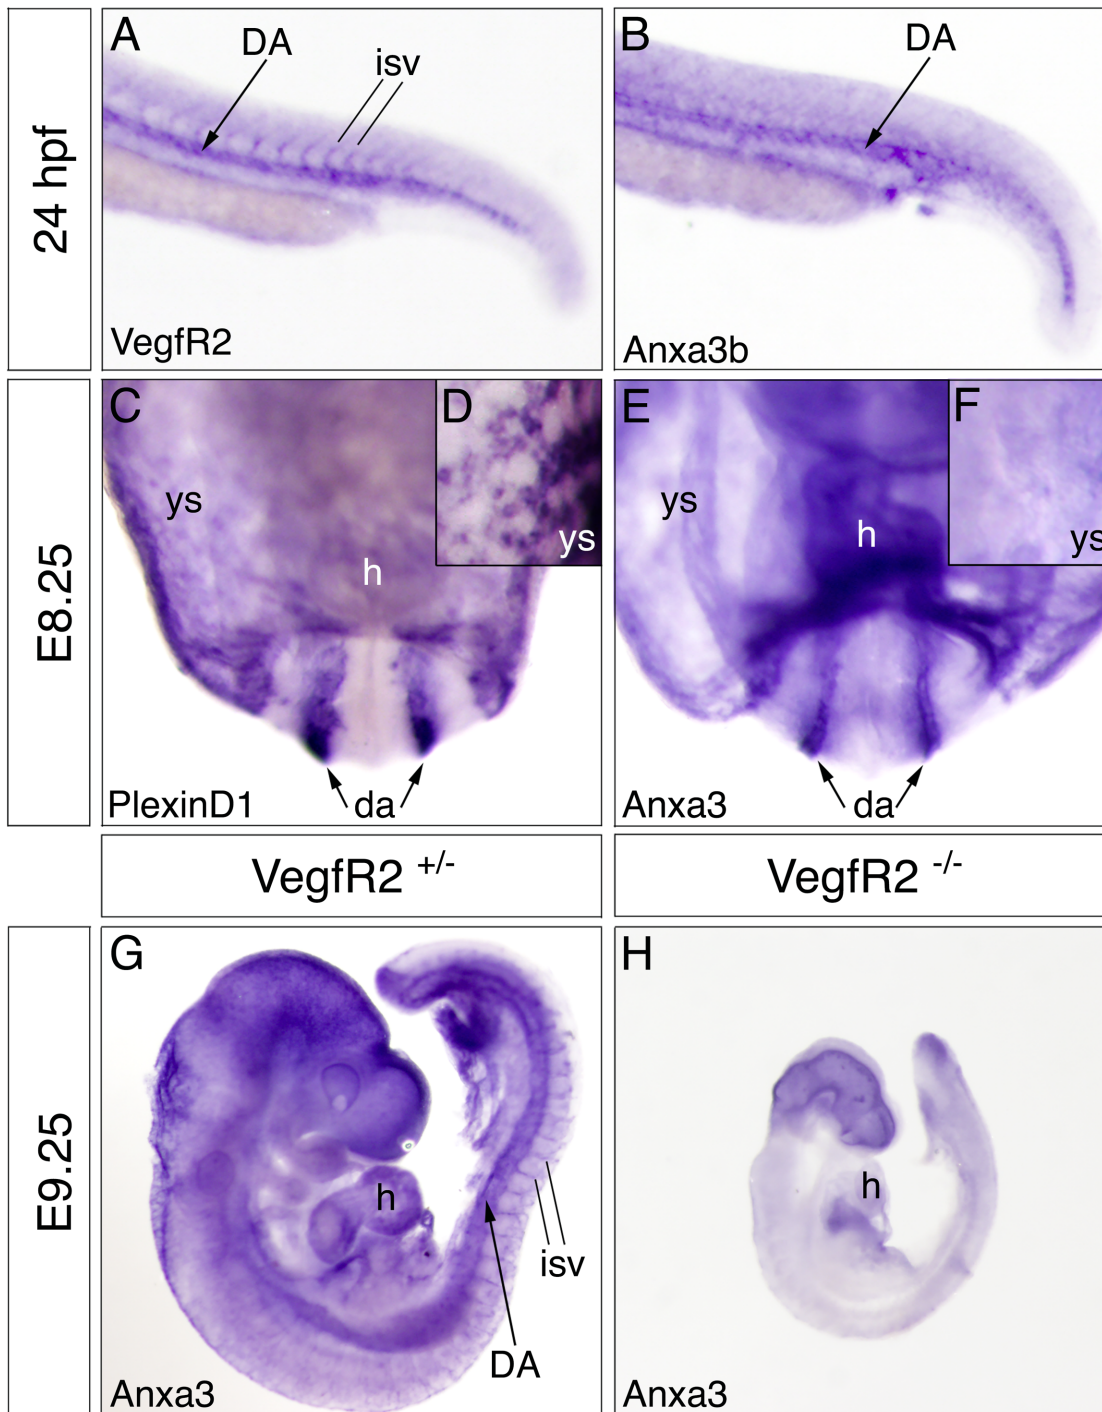 24 hpf
A
DA
isv
VegfR2
B
DA
Anxa3b
E8.25
C
ys
h
D
ys
PlexinD1
da
E
ys
h
F
ys
Anxa3
da
VegfR2 +/-
VegfR2 -/-
E9.25
G
h
isv
DA
Anxa3
H
h
Anxa3